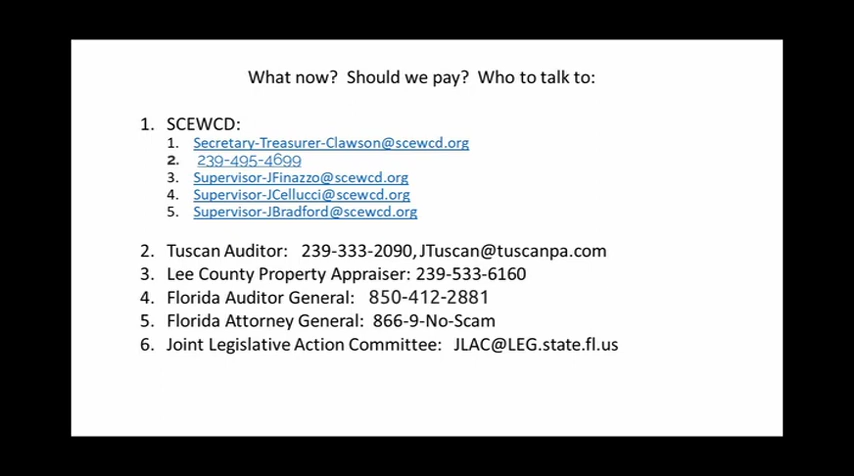 What now? Should we pay? Who to talk to:
1. SCEWCD:
1. Secretary-Treasurer-Clawson@scewcd.org
2. 239-495-4699
3. Supervisor-JFinazzo@scewcd.org
4. Supervisor-JCellucci@scewcd.org
5. Supervisor-JBradford@scewcd.org
2. Tuscan Auditor: 239-333-2090, JTuscan@tuscanpa.com
3. Lee County Property Appraiser: 239-533-6160
4. Florida Auditor General: 850-412-2881
5. Florida Attorney General: 866-9-No-Scam
6. Joint Legislative Action Committee: JLAC@LEG.state.fl.us